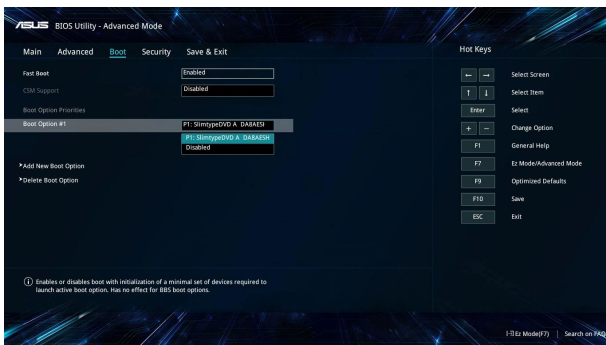 ASUS BIOS Utility - Advanced Mode
Main Advanced Boot Security Save & Exit
Hot Keys
Fast Boot Enabled
CSM Support Disabled
Boot Option Priorities
Boot Option #1 P1: SlimtypeDVD A DA8AESI
P1: SlimtypeDVD A DA8AESH
Disabled
Add New Boot Option
Delete Boot Option
← → Select Screen
↑ ↓ Select Item
Enter Select
+ − Change Option
F1 General Help
F7 Ez Mode/Advanced Mode
F9 Optimized Defaults
F10 Save
ESC Exit
Enables or disables boot with initialization of a minimal set of devices required to
launch active boot option. Has no effect for BBS boot options.
Ez Mode(F7) | Search on FAQ